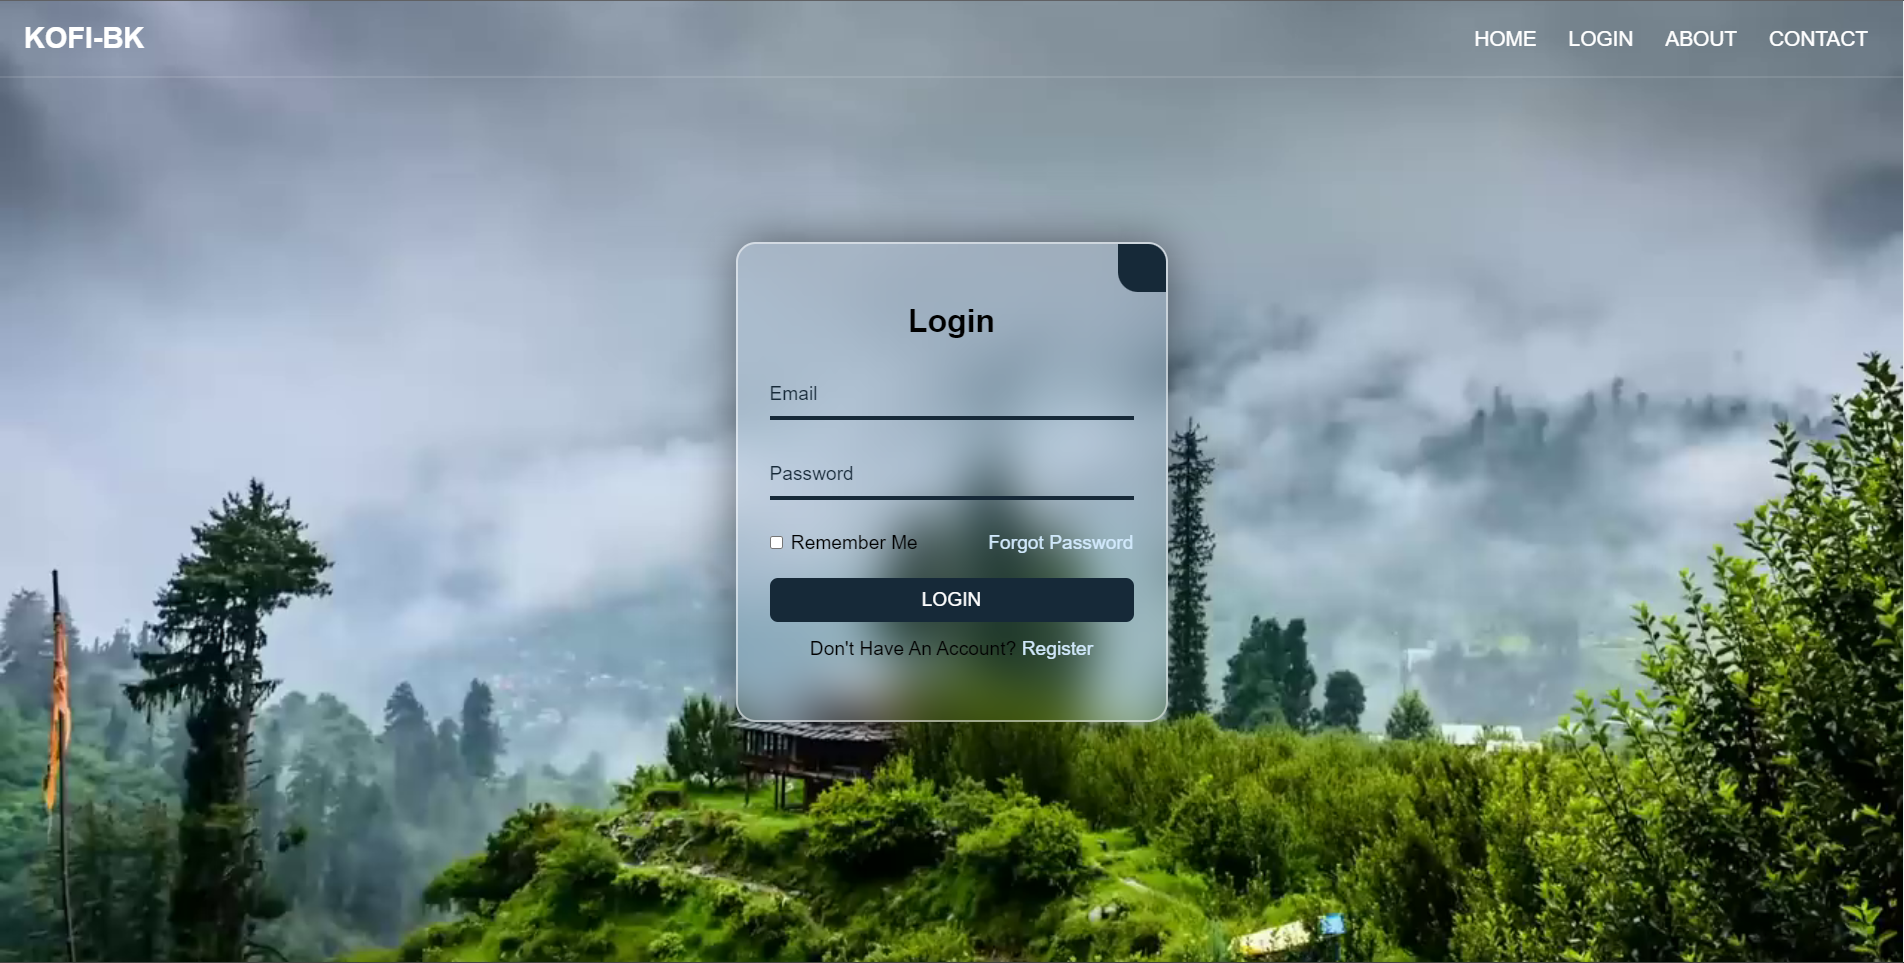 KOFI-BK
HOME LOGIN ABOUT CONTACT
Login
Email
Password
Remember Me Forgot Password
LOGIN
Don't Have An Account? Register